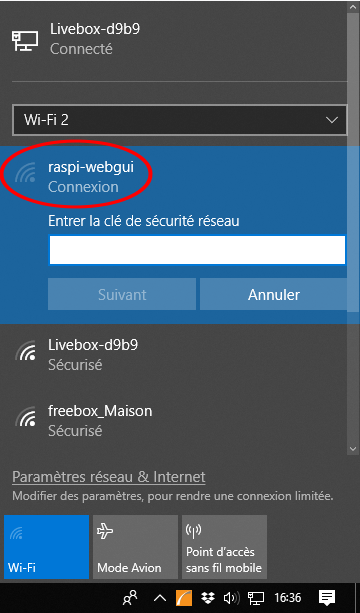 Livebox-d9b9
Connecté
Wi-Fi 2
raspi-webgui
Connexion
Entrer la clé de sécurité réseau
Suivant
Annuler
Livebox-d9b9
Sécurisé
freebox_Maison
Sécurisé
Paramètres réseau & Internet
Modifier des paramètres, pour rendre une connexion limitée.
Wi-Fi
Mode Avion
Point d'accès
sans fil mobile
16:36